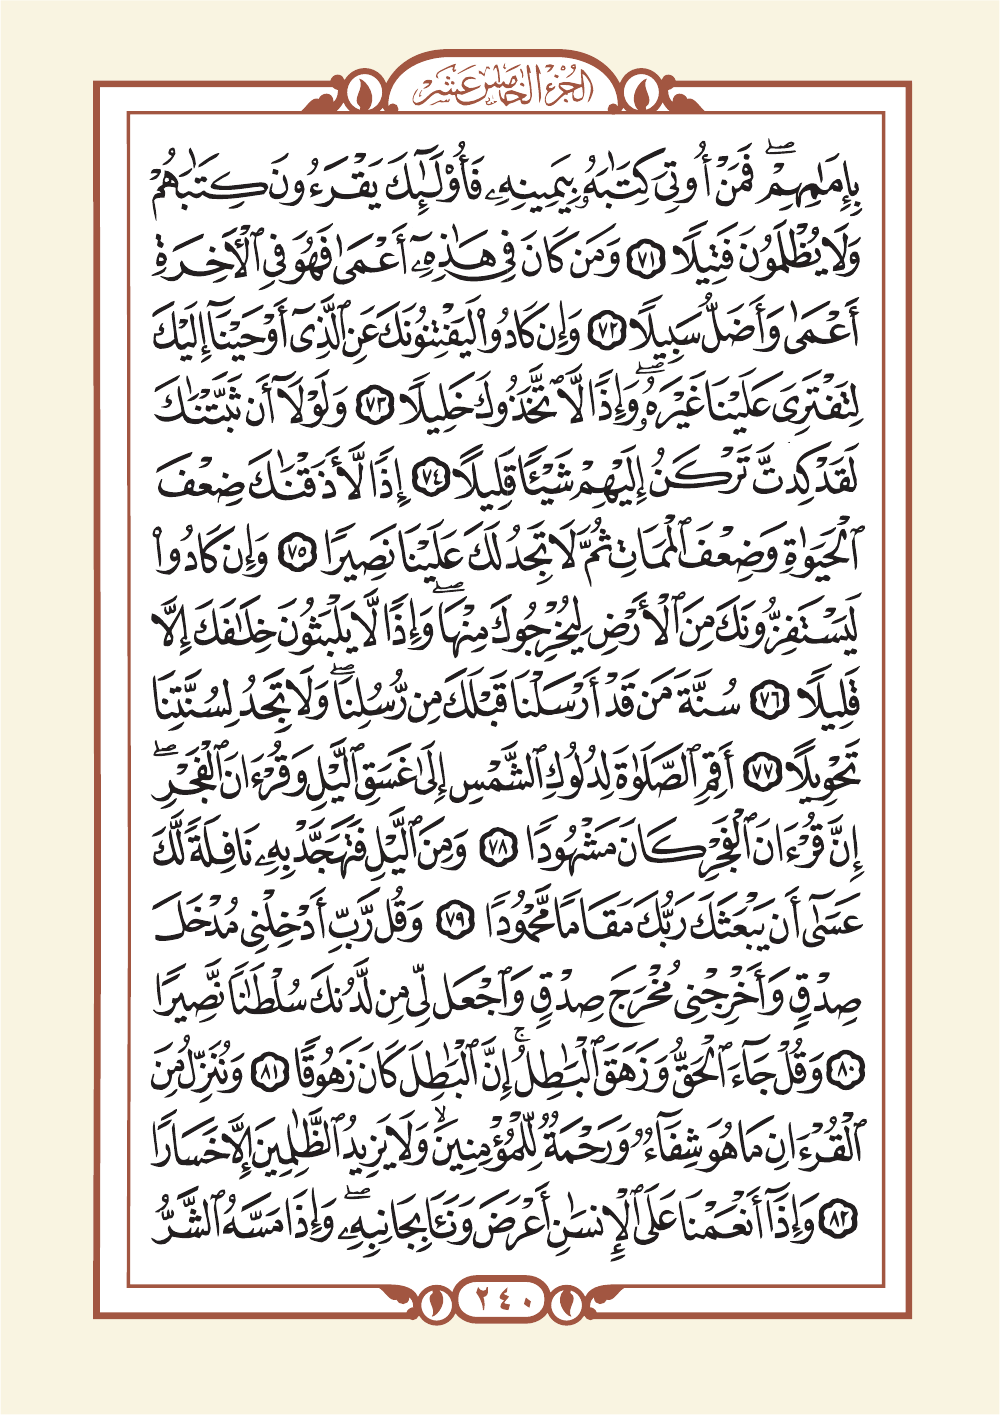 الجزء الخامس عشر
بِإِمَٰمِهِمْ ۖ فَمَنْ أُوتِىَ كِتَٰبَهُۥ بِيَمِينِهِۦ فَأُو۟لَٰٓئِكَ يَقْرَءُونَ كِتَٰبَهُمْ
وَلَا يُظْلَمُونَ فَتِيلًا ٧١ وَمَن كَانَ فِى هَٰذِهِۦٓ أَعْمَىٰ فَهُوَ فِى ٱلْأَخِرَةِ
أَعْمَىٰ وَأَضَلُّ سَبِيلًا ٧٢ وَإِن كَادُوا۟ لَيَفْتِنُونَكَ عَنِ ٱلَّذِىٓ أَوْحَيْنَآ إِلَيْكَ
لِتَفْتَرِىَ عَلَيْنَا غَيْرَهُۥ ۖ وَإِذًا لَّٱتَّخَذُوكَ خَلِيلًا ٧٣ وَلَوْلَآ أَن ثَبَّتْنَٰكَ
لَقَدْ كِدتَّ تَرْكَنُ إِلَيْهِمْ شَيْـًٔا قَلِيلًا ٧٤ إِذًا لَّأَذَقْنَٰكَ ضِعْفَ
ٱلْحَيَوٰةِ وَضِعْفَ ٱلْمَمَاتِ ثُمَّ لَا تَجِدُ لَكَ عَلَيْنَا نَصِيرًا ٧٥ وَإِن كَادُوا۟
لَيَسْتَفِزُّونَكَ مِنَ ٱلْأَرْضِ لِيُخْرِجُوكَ مِنْهَا ۖ وَإِذًا لَّا يَلْبَثُونَ خِلَٰفَكَ إِلَّا
قَلِيلًا ٧٦ سُنَّةَ مَن قَدْ أَرْسَلْنَا قَبْلَكَ مِن رُّسُلِنَا ۖ وَلَا تَجِدُ لِسُنَّتِنَا
تَحْوِيلًا ٧٧ أَقِمِ ٱلصَّلَوٰةَ لِدُلُوكِ ٱلشَّمْسِ إِلَىٰ غَسَقِ ٱلَّيْلِ وَقُرْءَانَ ٱلْفَجْرِ ۖ
إِنَّ قُرْءَانَ ٱلْفَجْرِ كَانَ مَشْهُودًا ٧٨ وَمِنَ ٱلَّيْلِ فَتَهَجَّدْ بِهِۦ نَافِلَةً لَّكَ
عَسَىٰٓ أَن يَبْعَثَكَ رَبُّكَ مَقَامًا مَّحْمُودًا ٧٩ وَقُل رَّبِّ أَدْخِلْنِى مُدْخَلَ
صِدْقٍ وَأَخْرِجْنِى مُخْرَجَ صِدْقٍ وَٱجْعَل لِّى مِن لَّدُنكَ سُلْطَٰنًا نَّصِيرًا
٨٠ وَقُلْ جَآءَ ٱلْحَقُّ وَزَهَقَ ٱلْبَٰطِلُ ۚ إِنَّ ٱلْبَٰطِلَ كَانَ زَهُوقًا ٨١ وَنُنَزِّلُ مِنَ
ٱلْقُرْءَانِ مَا هُوَ شِفَآءٌ وَرَحْمَةٌ لِّلْمُؤْمِنِينَ ۙ وَلَا يَزِيدُ ٱلظَّٰلِمِينَ إِلَّا خَسَارًا
٨٢ وَإِذَآ أَنْعَمْنَا عَلَى ٱلْإِنسَٰنِ أَعْرَضَ وَنَـَٔا بِجَانِبِهِۦ ۖ وَإِذَا مَسَّهُ ٱلشَّرُّ
٢٤٠